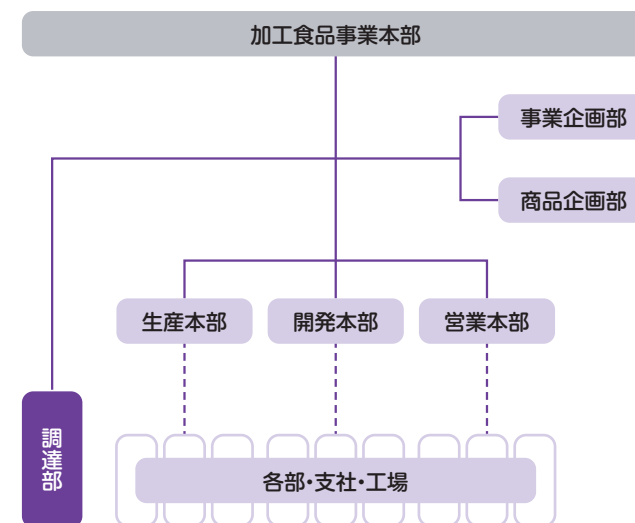 加工食品事業本部
事業企画部
商品企画部
生産本部
開発本部
営業本部
調達部
各部・支社・工場